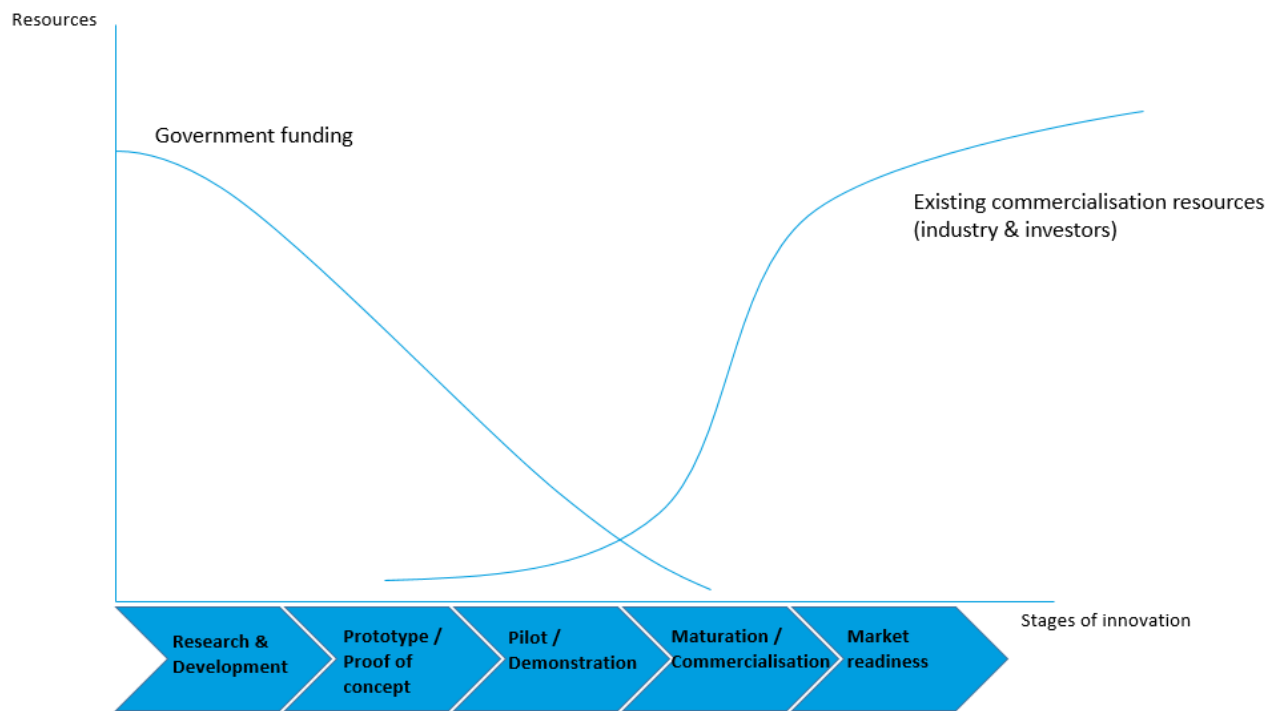 Resources
Government funding
Existing commercialisation resources
(industry & investors)
Stages of innovation
Research &
Development
Prototype /
Proof of
concept
Pilot /
Demonstration
Maturation /
Commercialisation
Market
readiness